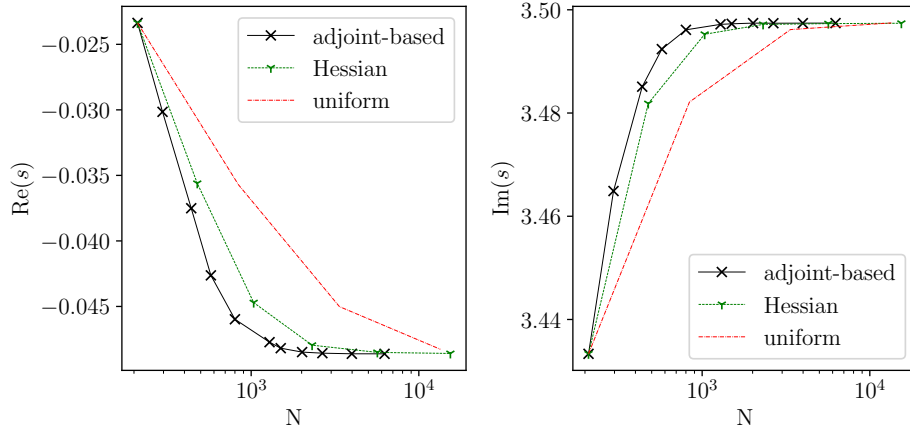 −0.023
−0.030
−0.035
−0.040
−0.045
Re(s)
10³
10⁴
N
adjoint-based
Hessian
uniform
3.50
3.48
3.46
3.44
Im(s)
10³
10⁴
N
adjoint-based
Hessian
uniform